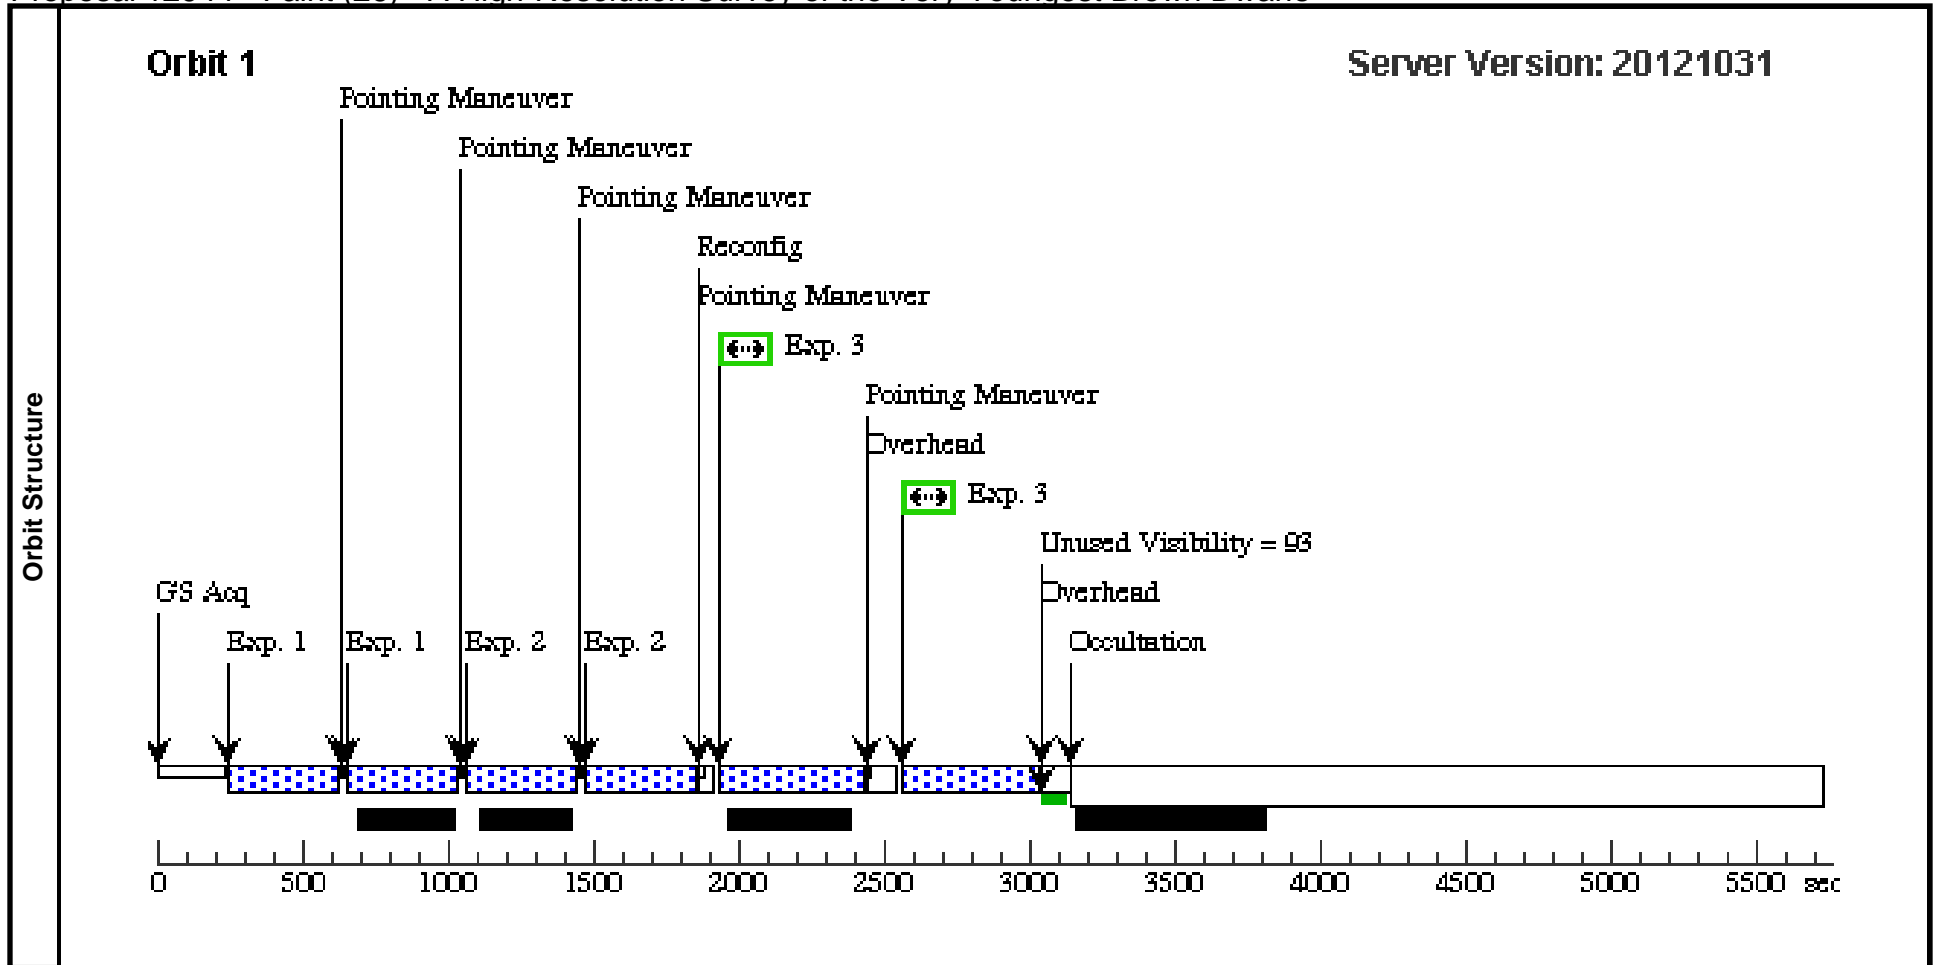 Orbit 1
Server Version: 20121031
Pointing Maneuver
Pointing Maneuver
Pointing Maneuver
Reconfig
Pointing Maneuver
Exp. 3
Pointing Maneuver
Overhead
Exp. 3
Unused Visibility = 93
Overhead
GS Acq
Occultation
Exp. 1
Exp. 1
Exp. 2
Exp. 2
Orbit Structure
0
500
1000
1500
2000
2500
3000
3500
4000
4500
5000
5500
sec